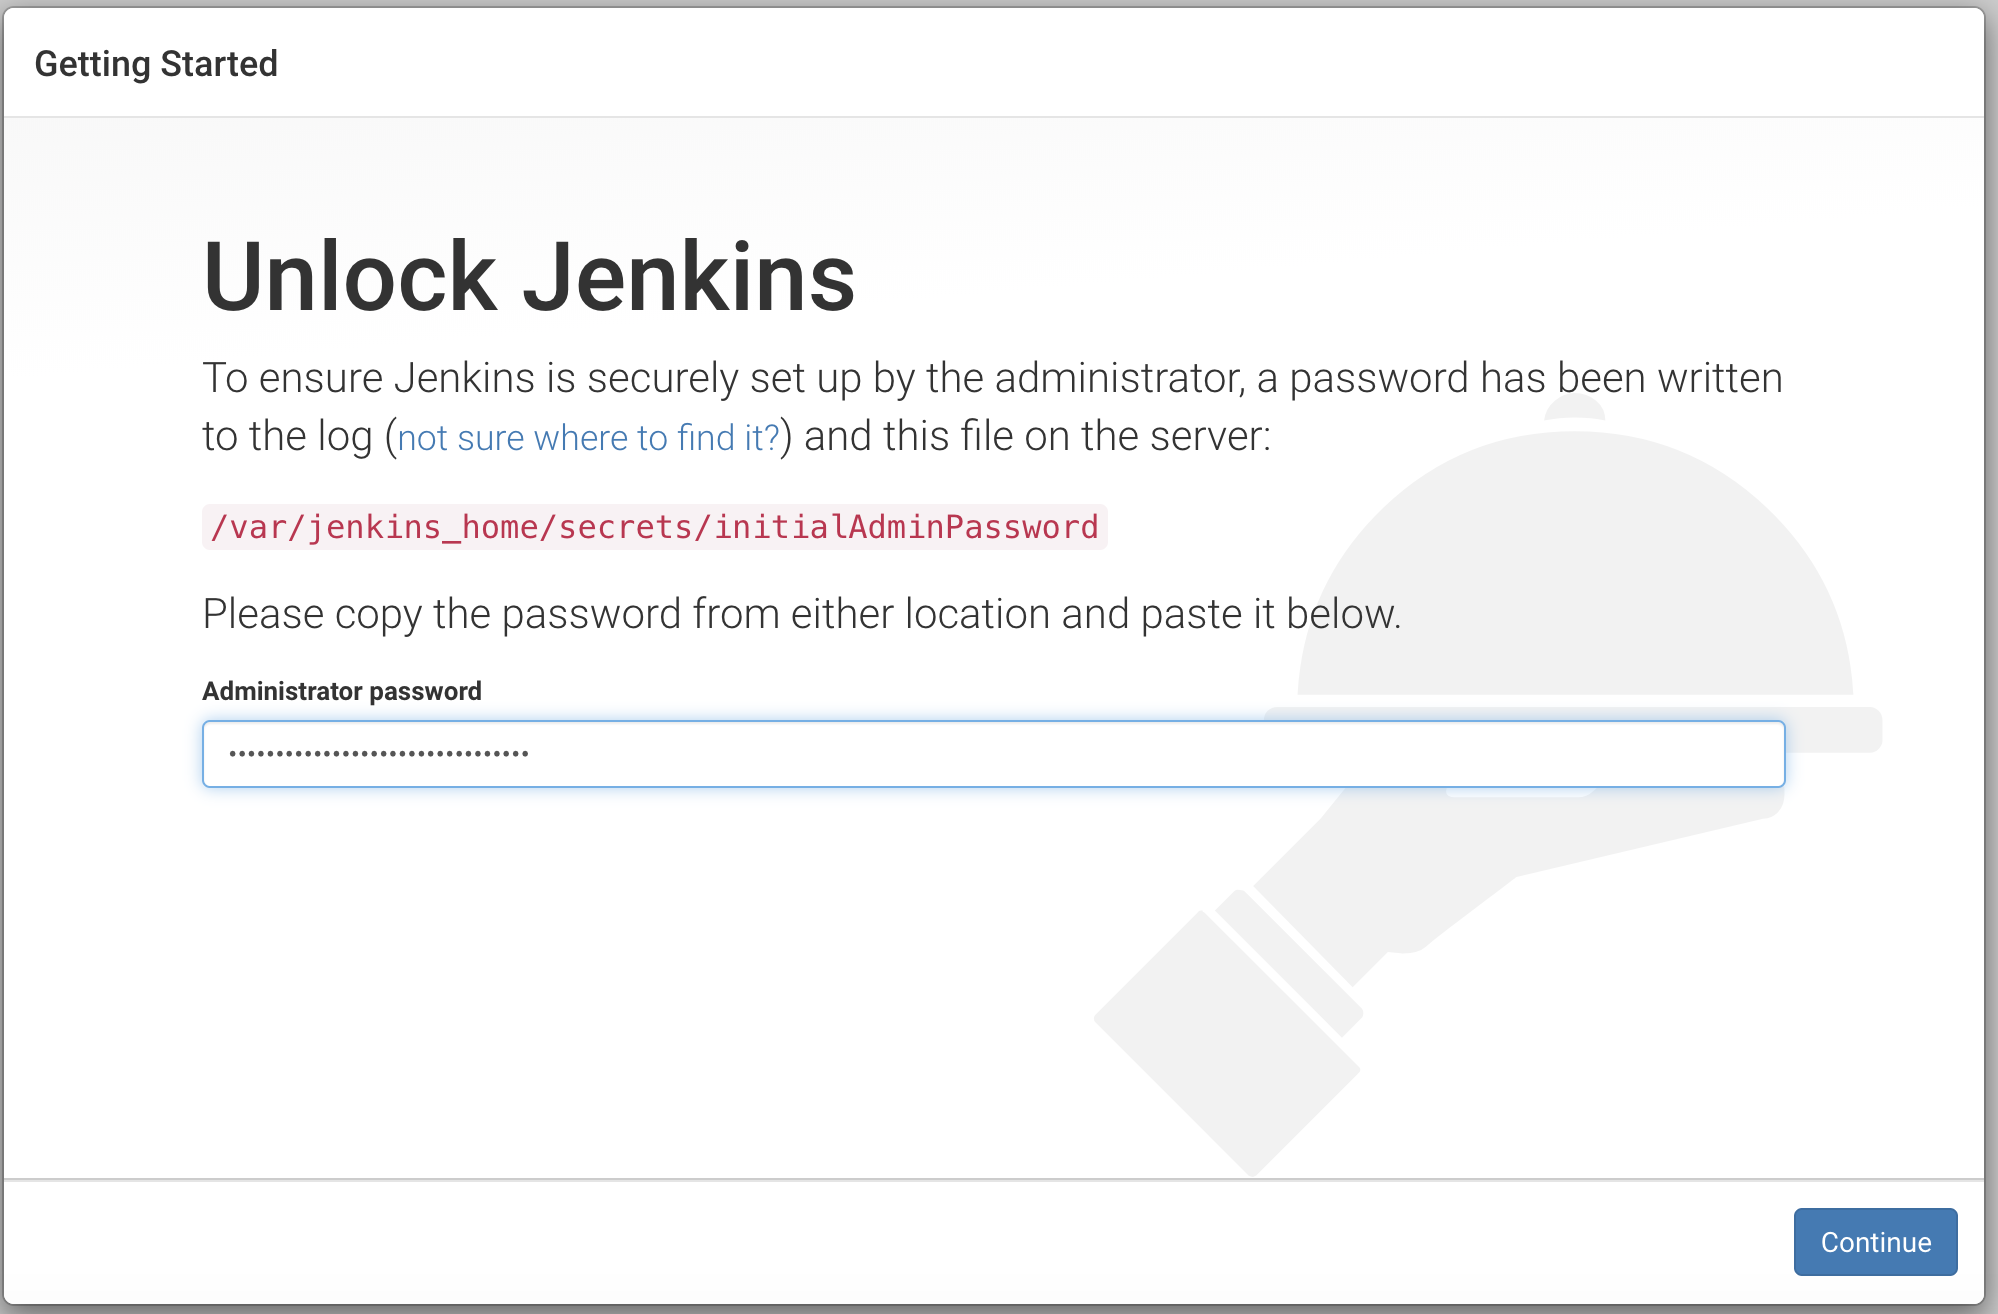 Getting Started
Unlock Jenkins
To ensure Jenkins is securely set up by the administrator, a password has been written
to the log (not sure where to find it?) and this file on the server:
/var/jenkins_home/secrets/initialAdminPassword
Please copy the password from either location and paste it below.
Administrator password
••••••••••••••••••••••••••••••••
Continue